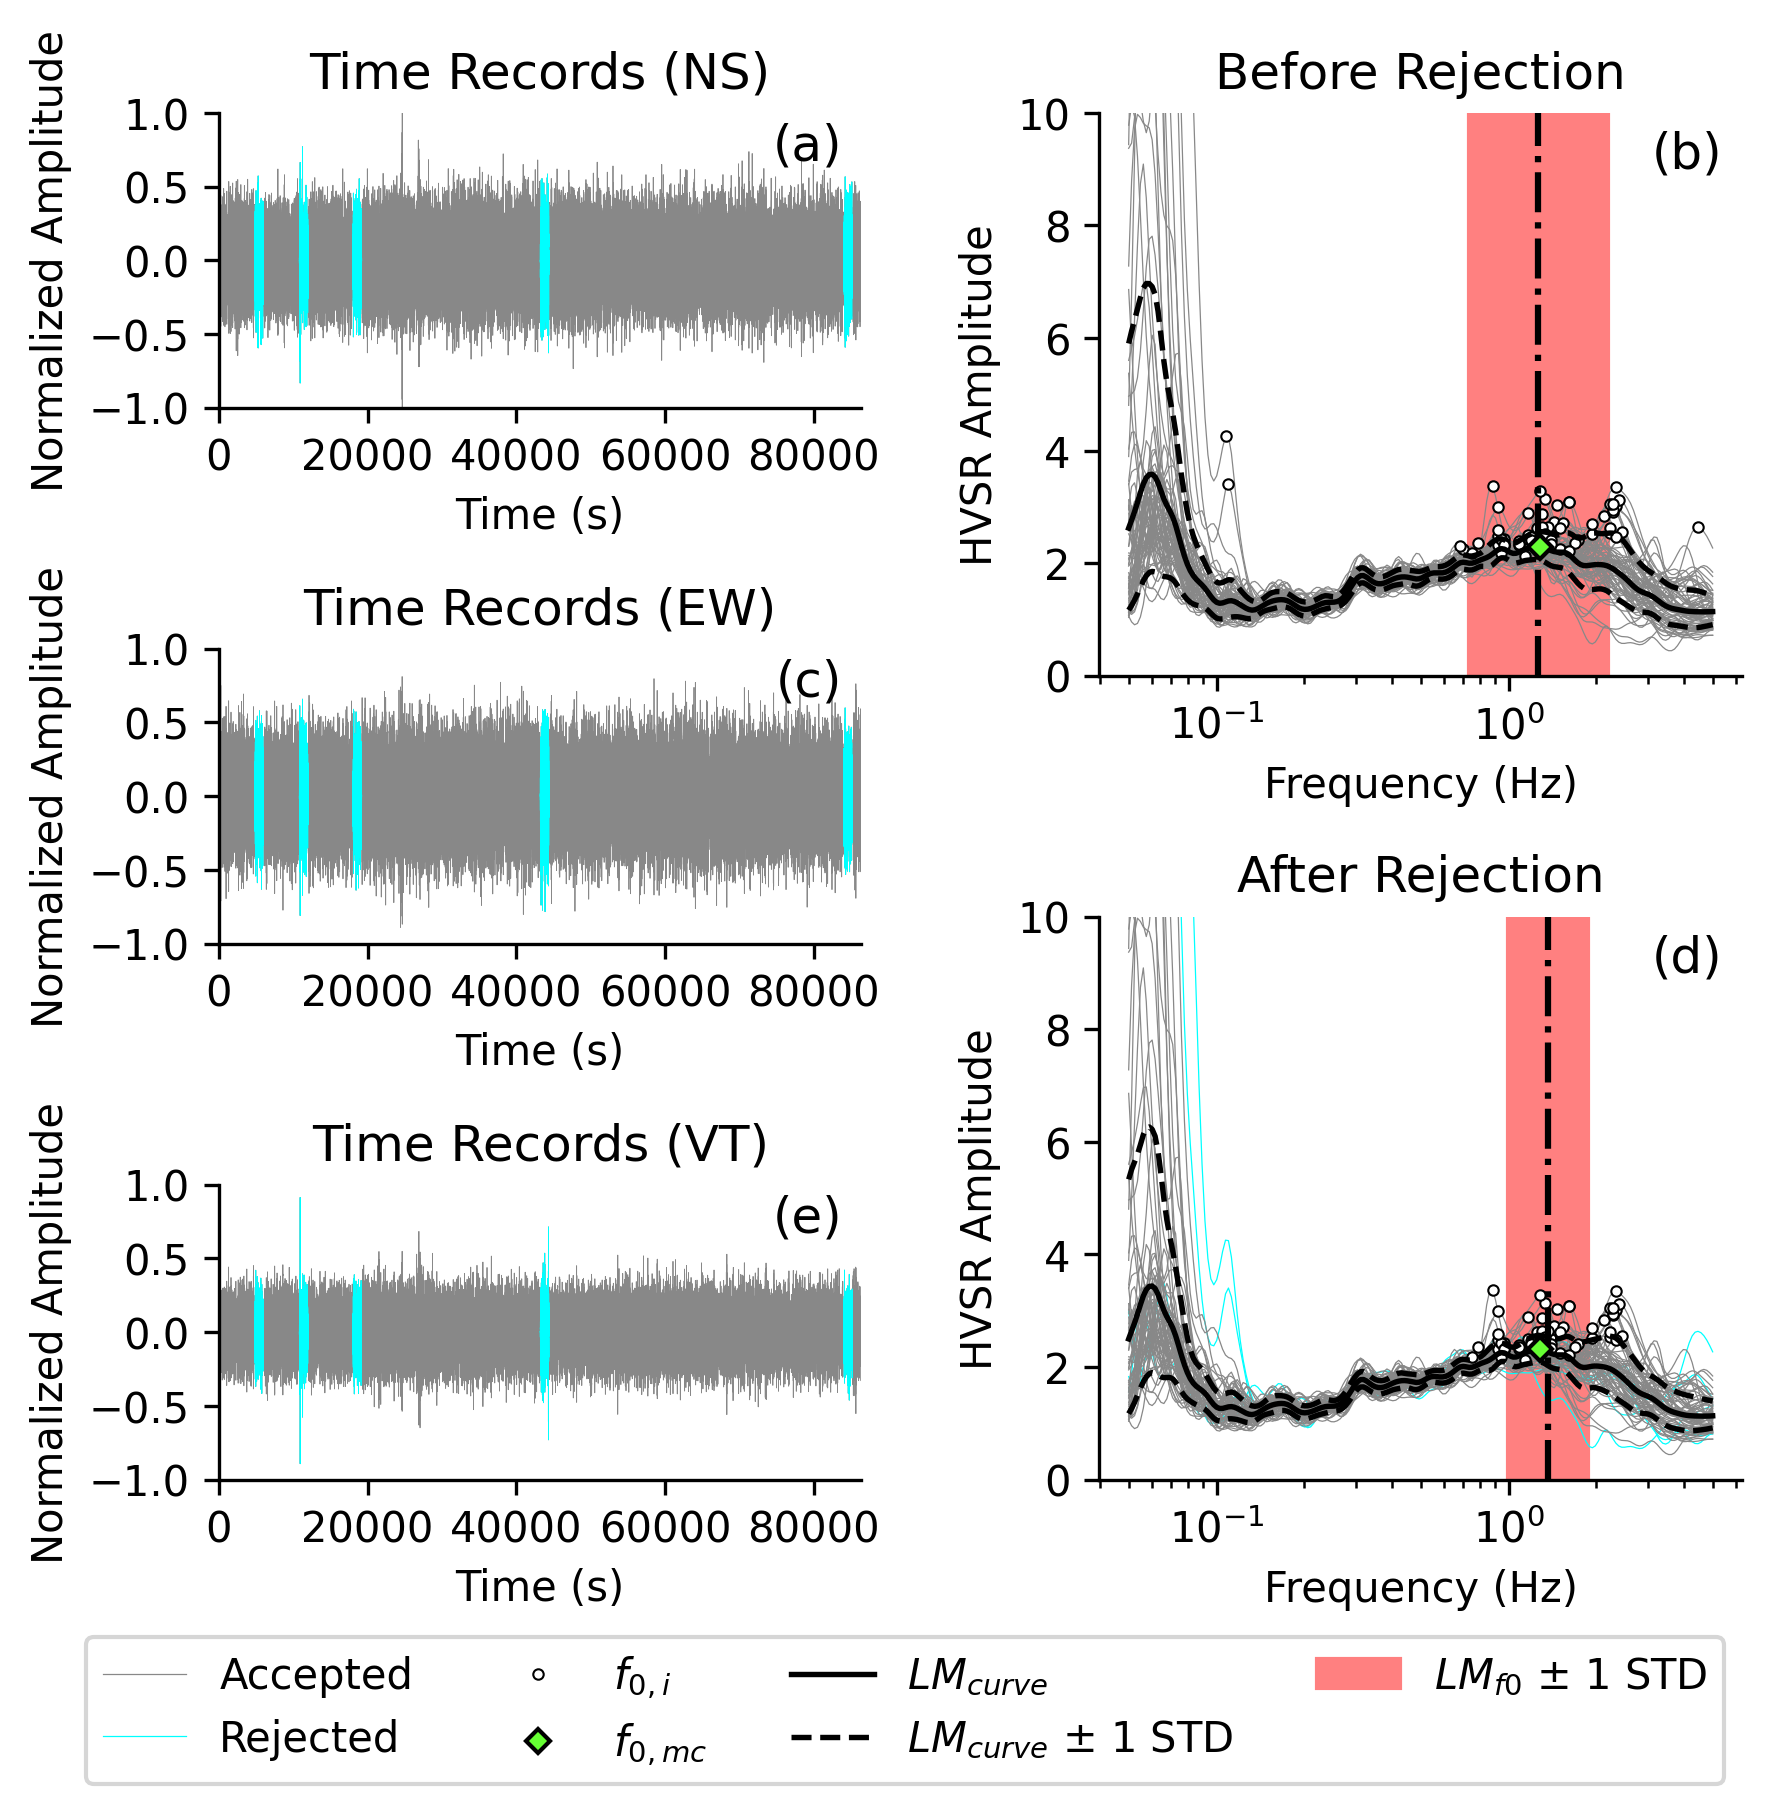 Time Records (NS)
(a)
Normalized Amplitude
1.0
0.5
0.0
−0.5
−1.0
0 20000 40000 60000 80000
Time (s)
Before Rejection
(b)
HVSR Amplitude
10
8
6
4
2
0
10⁻¹ 10⁰
Frequency (Hz)
Time Records (EW)
(c)
Normalized Amplitude
1.0
0.5
0.0
−0.5
−1.0
0 20000 40000 60000 80000
Time (s)
After Rejection
(d)
HVSR Amplitude
10
8
6
4
2
0
10⁻¹ 10⁰
Frequency (Hz)
Time Records (VT)
(e)
Normalized Amplitude
1.0
0.5
0.0
−0.5
−1.0
0 20000 40000 60000 80000
Time (s)
Accepted
Rejected
f0,i
f0,mc
LMcurve
LMcurve ± 1 STD
LMf0 ± 1 STD